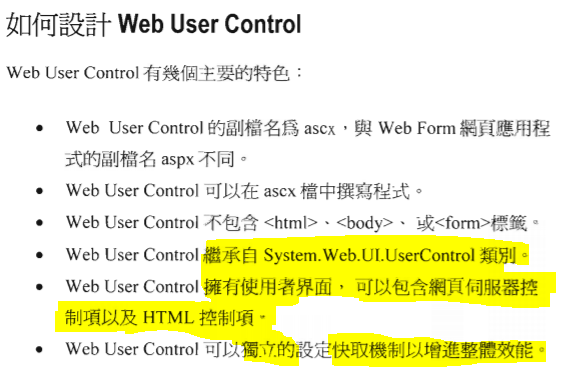 如何設計 Web User Control
Web User Control 有幾個主要的特色：
• Web User Control 的副檔名為 ascx，與 Web Form 網頁應用程
式的副檔名 aspx 不同。
• Web User Control 可以在 ascx 檔中撰寫程式。
• Web User Control 不包含 <html>、<body>、 或<form>標籤。
• Web User Control 繼承自 System.Web.UI.UserControl 類別。
• Web User Control 擁有使用者界面， 可以包含網頁伺服器控
制項以及 HTML 控制項。
• Web User Control 可以獨立的設定快取機制以增進整體效能。